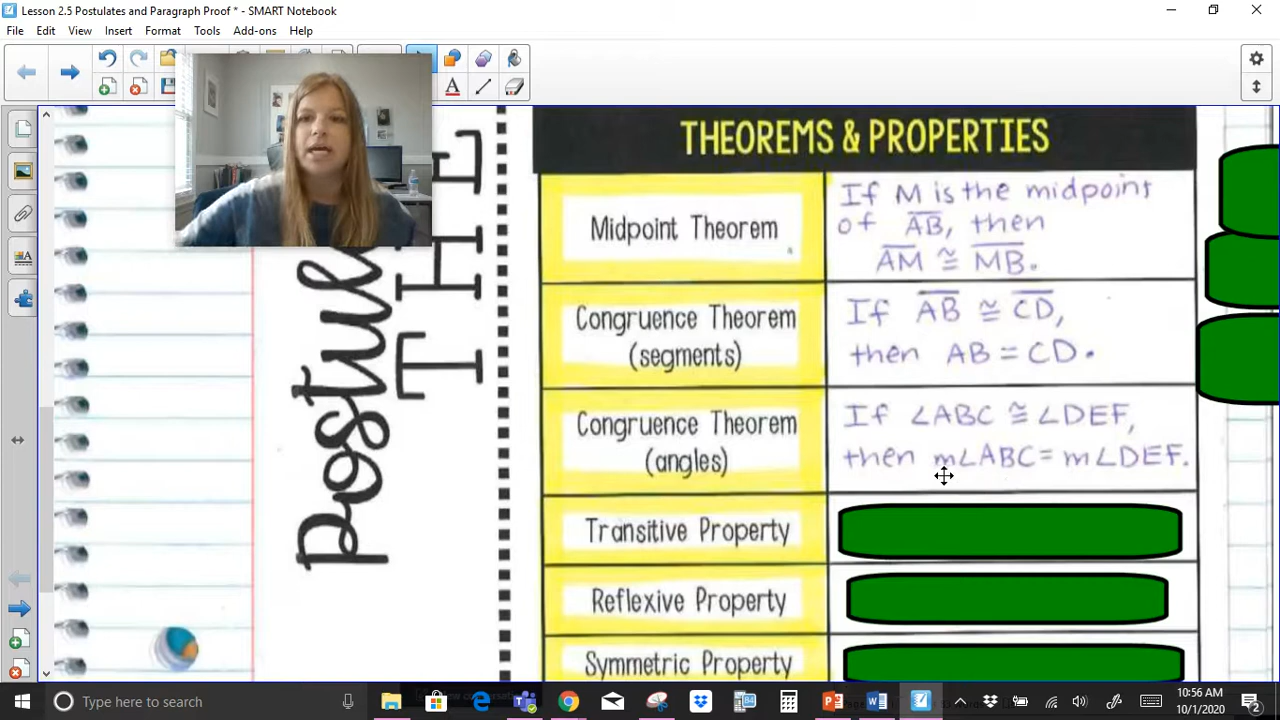 Lesson 2.5 Postulates and Paragraph Proof * - SMART Notebook
File Edit View Insert Format Tools Add-ons Help
A
THE
THEOREMS & PROPERTIES
Midpoint Theorem
If M is the midpoint
of AB, then
AM ≅ MB.
Congruence Theorem
(segments)
If AB ≅ CD,
then AB = CD.
Congruence Theorem
(angles)
If ∠ABC ≅ ∠DEF,
then m∠ABC = m∠DEF.
Transitive Property
Reflexive Property
Symmetric Property
Type here to search
10:56 AM
10/1/2020
2